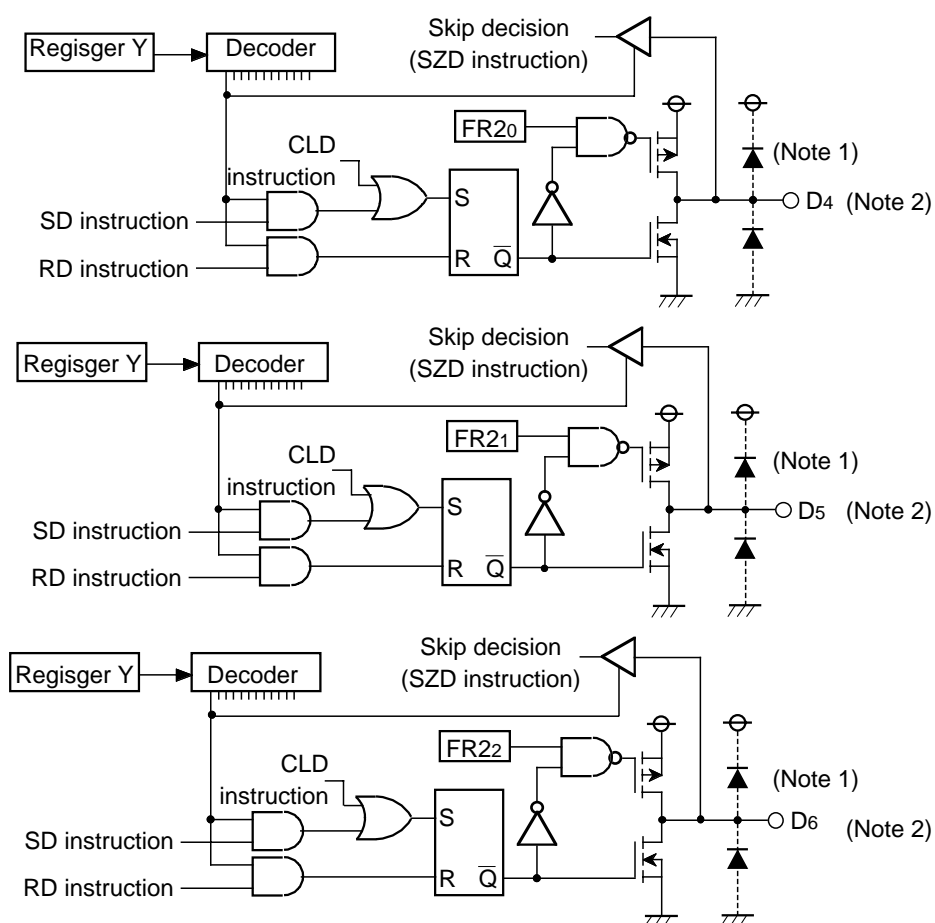 Regisger Y
Decoder
Skip decision
(SZD instruction)
FR20
CLD
instruction
(Note 1)
S
D4 (Note 2)
SD instruction
RD instruction
R Q
Skip decision
(SZD instruction)
Regisger Y
Decoder
FR21
CLD
instruction
(Note 1)
S
D5 (Note 2)
SD instruction
RD instruction
R Q
Skip decision
(SZD instruction)
Regisger Y
Decoder
FR22
CLD
instruction
(Note 1)
S
D6 (Note 2)
SD instruction
RD instruction
R Q